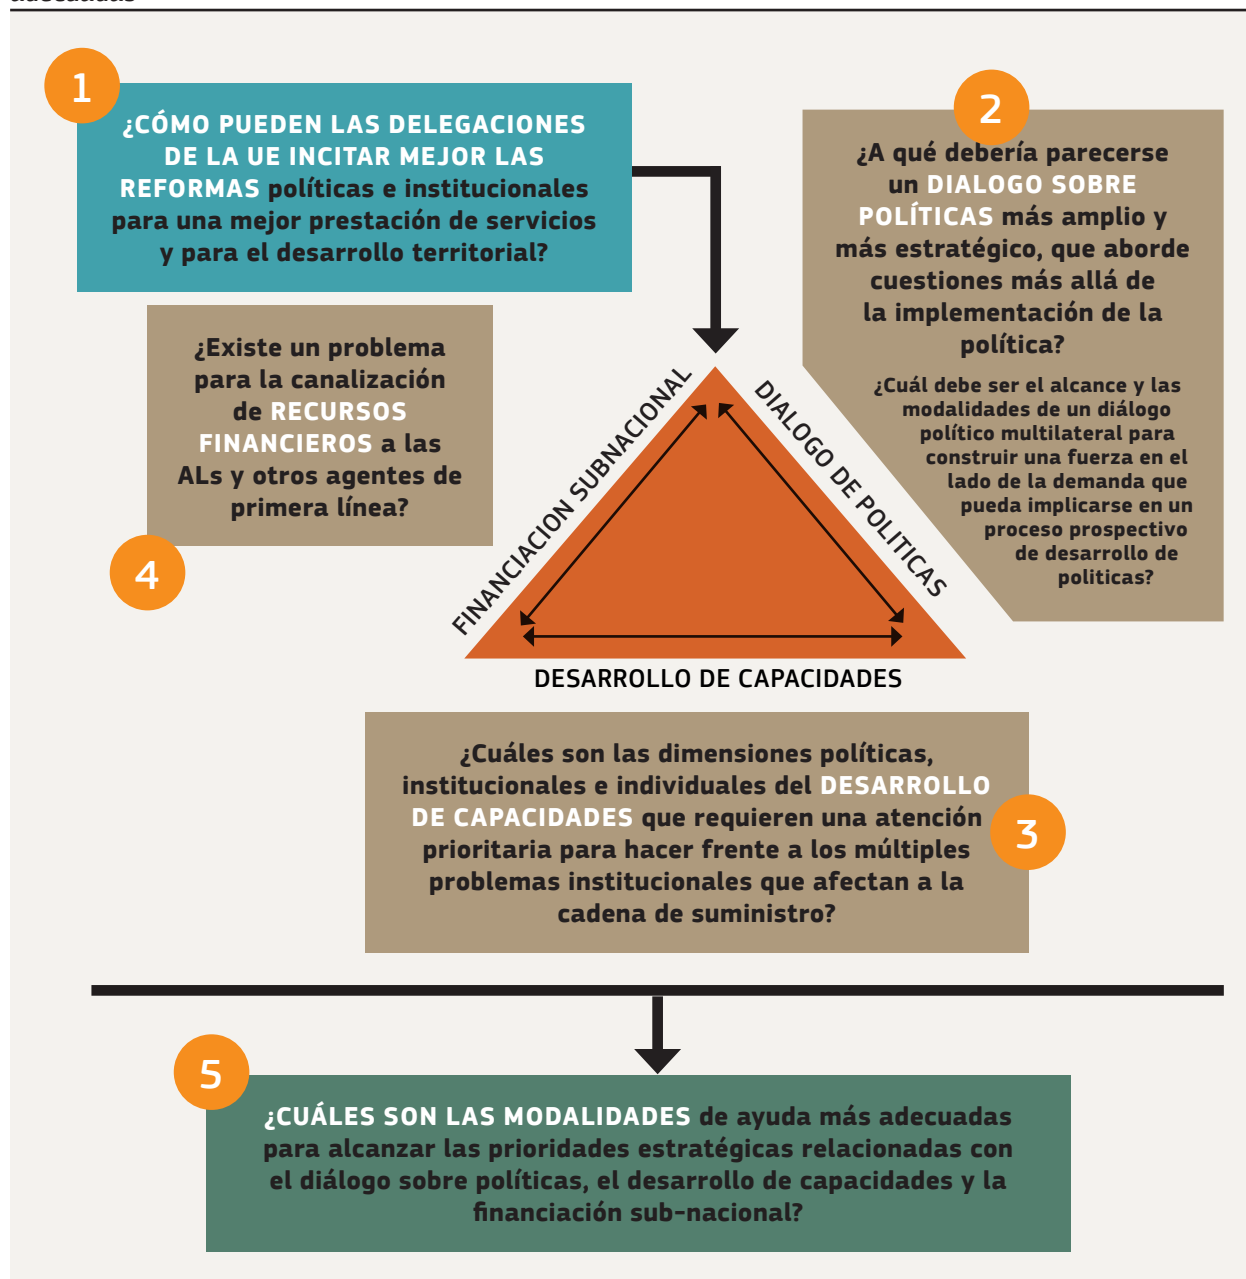 1
¿CÓMO PUEDEN LAS DELEGACIONES
DE LA UE INCITAR MEJOR LAS
REFORMAS políticas e institucionales
para una mejor prestación de servicios
y para el desarrollo territorial?
2
¿A qué debería parecerse
un DIALOGO SOBRE
POLÍTICAS más amplio y
más estratégico, que aborde
cuestiones más allá de
la implementación de la
política?
¿Cuál debe ser el alcance y las
modalidades de un diálogo
político multilateral para
construir una fuerza en el
lado de la demanda que
pueda implicarse en un
proceso prospectivo
de desarrollo de
politicas?
¿Existe un problema
para la canalización
de RECURSOS
FINANCIEROS a las
ALs y otros agentes de
primera línea?
4
FINANCIACION SUBNACIONAL
DIALOGO DE POLITICAS
DESARROLLO DE CAPACIDADES
¿Cuáles son las dimensiones políticas,
institucionales e individuales del DESARROLLO
DE CAPACIDADES que requieren una atención
prioritaria para hacer frente a los múltiples
problemas institucionales que afectan a la
cadena de suministro?
3
5
¿CUÁLES SON LAS MODALIDADES de ayuda más adecuadas
para alcanzar las prioridades estratégicas relacionadas con
el diálogo sobre políticas, el desarrollo de capacidades y la
financiación sub-nacional?